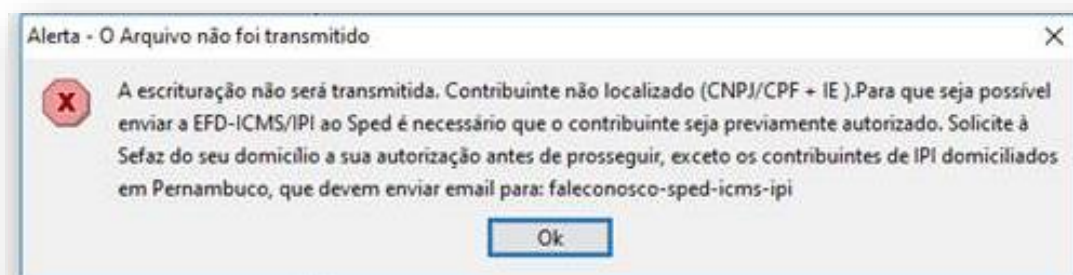 Alerta - O Arquivo não foi transmitido
A escrituração não será transmitida. Contribuinte não localizado (CNPJ/CPF + IE ).Para que seja possível
enviar a EFD-ICMS/IPI ao Sped é necessário que o contribuinte seja previamente autorizado. Solicite à
Sefaz do seu domicílio a sua autorização antes de prosseguir, exceto os contribuintes de IPI domiciliados
em Pernambuco, que devem enviar email para: faleconosco-sped-icms-ipi
Ok